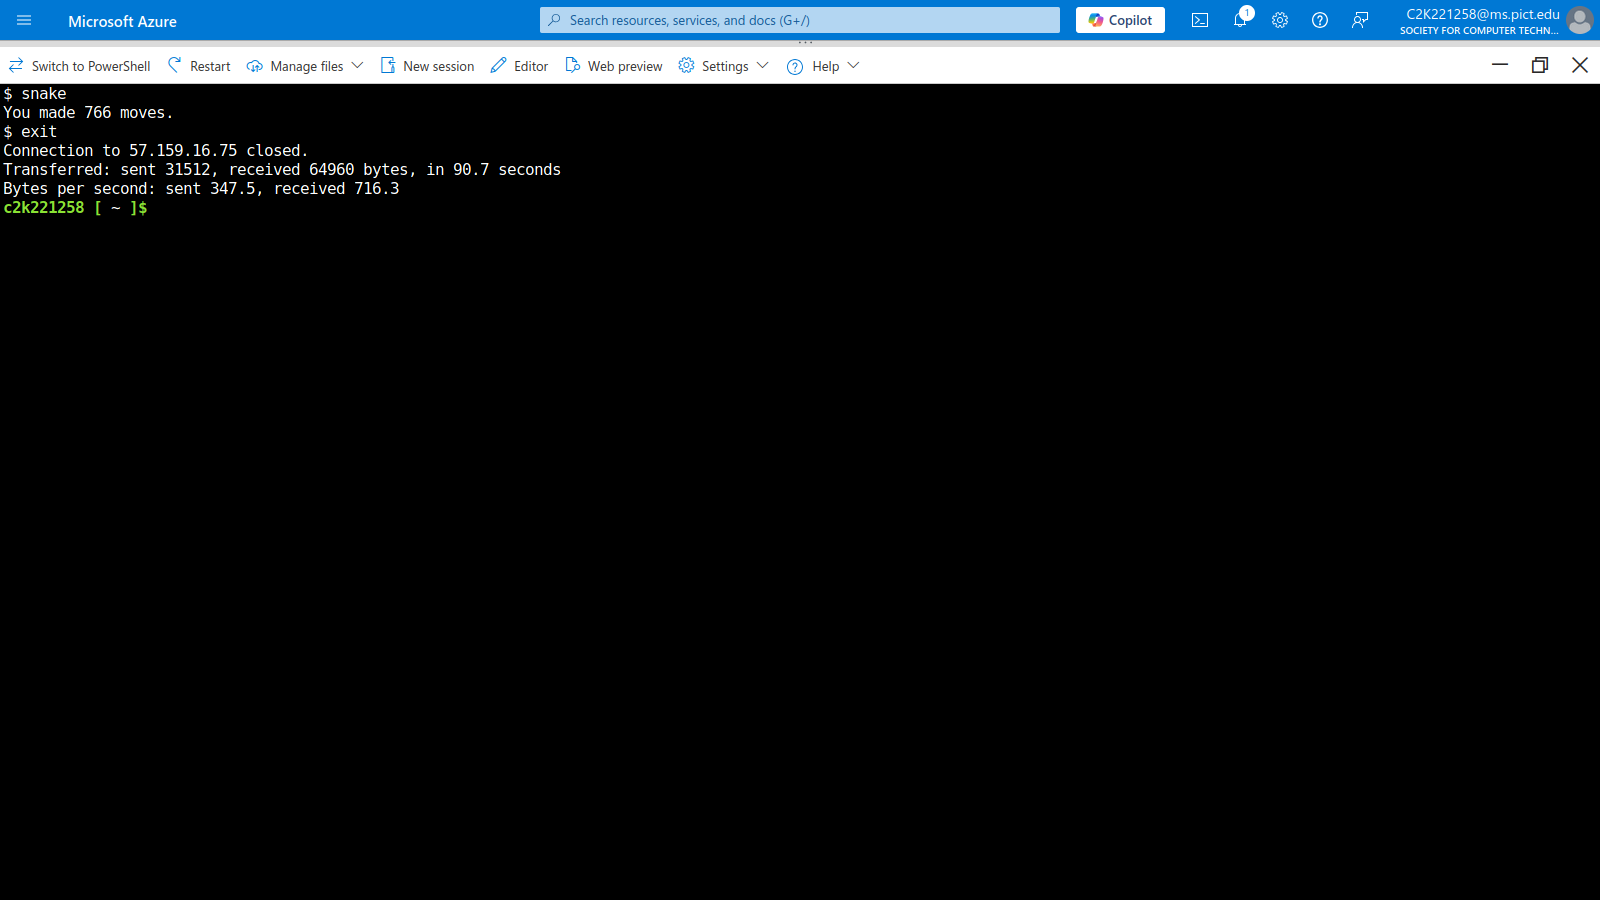 Microsoft Azure
Search resources, services, and docs (G+/)
Copilot
1
C2K221258@ms.pict.edu
SOCIETY FOR COMPUTER TECHN...
Switch to PowerShell
Restart
Manage files
New session
Editor
Web preview
Settings
Help
$ snake
You made 766 moves.
$ exit
Connection to 57.159.16.75 closed.
Transferred: sent 31512, received 64960 bytes, in 90.7 seconds
Bytes per second: sent 347.5, received 716.3
c2k221258 [ ~ ]$